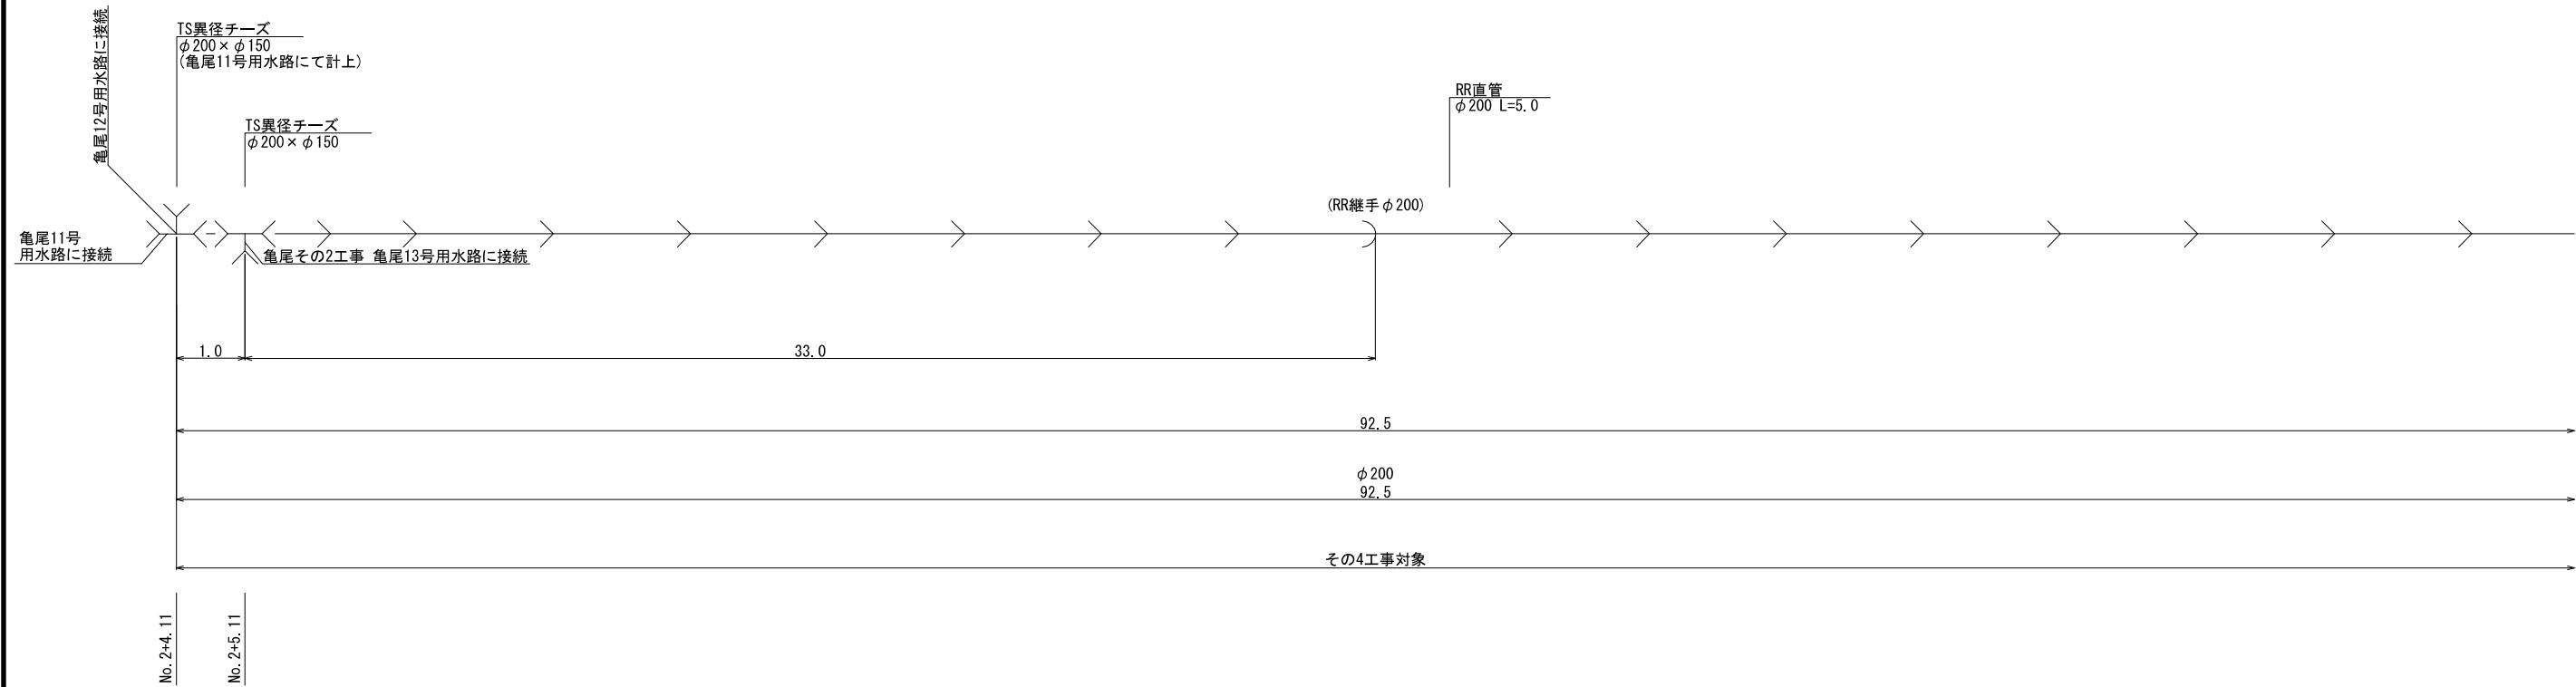 亀尾12号用水路に接続
TS異径チーズ
φ200×φ150
(亀尾11号用水路にて計上)
TS異径チーズ
φ200×φ150
RR直管
φ200 L=5.0
(RR継手φ200)
亀尾11号
用水路に接続
亀尾その2工事 亀尾13号用水路に接続
1.0
33.0
92.5
φ200
92.5
その4工事対象
No.2+4.11
No.2+5.11